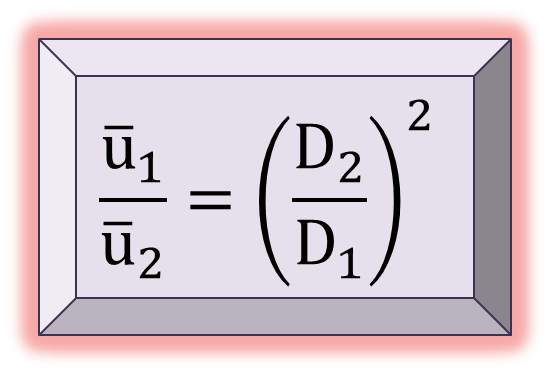 ū₁/ū₂ = (D₂/D₁)²